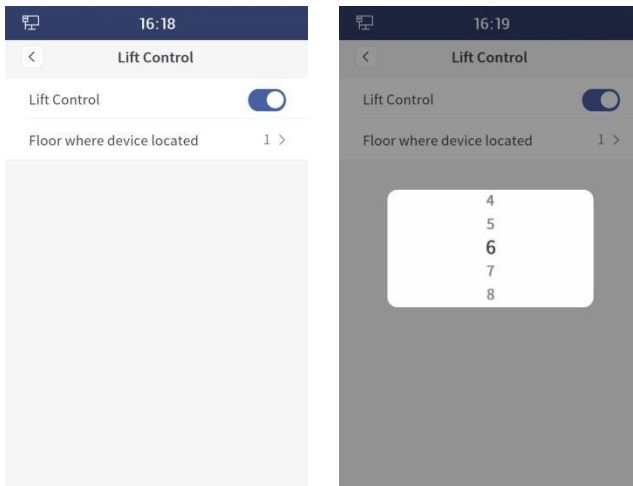 16:18
Lift Control
Lift Control
Floor where device located 1
16:19
Lift Control
Lift Control
Floor where device located 1
4
5
6
7
8